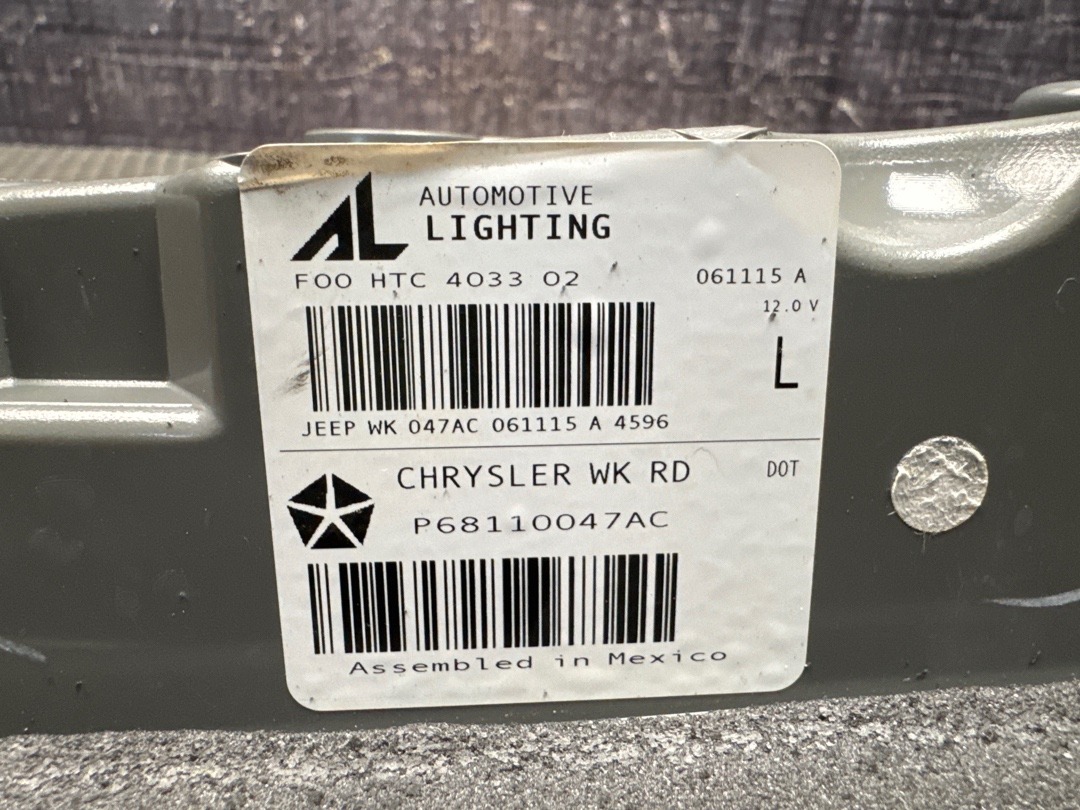 AL AUTOMOTIVE
LIGHTING
F00 HTC 4033 02
061115 A
12.0 V
L
JEEP WK 047AC 061115 A 4596
CHRYSLER WK RD
DOT
P68110047AC
Assembled in Mexico